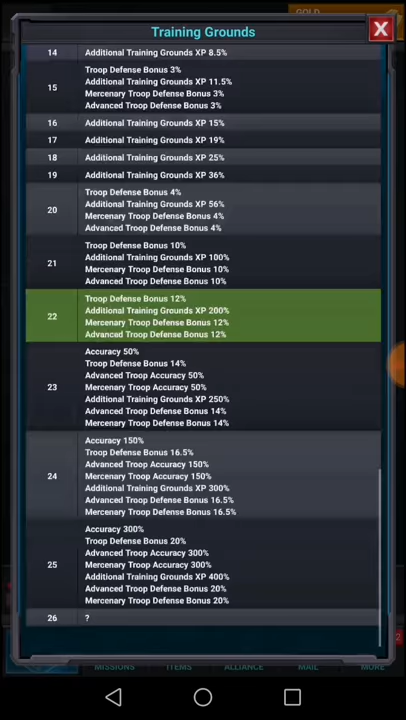 GOLD
Training Grounds
X
14 Additional Training Grounds XP 8.5%
15
Troop Defense Bonus 3%
Additional Training Grounds XP 11.5%
Mercenary Troop Defense Bonus 3%
Advanced Troop Defense Bonus 3%
16 Additional Training Grounds XP 15%
17 Additional Training Grounds XP 19%
18 Additional Training Grounds XP 25%
19 Additional Training Grounds XP 36%
20
Troop Defense Bonus 4%
Additional Training Grounds XP 56%
Mercenary Troop Defense Bonus 4%
Advanced Troop Defense Bonus 4%
21
Troop Defense Bonus 10%
Additional Training Grounds XP 100%
Mercenary Troop Defense Bonus 10%
Advanced Troop Defense Bonus 10%
22
Troop Defense Bonus 12%
Additional Training Grounds XP 200%
Mercenary Troop Defense Bonus 12%
Advanced Troop Defense Bonus 12%
23
Accuracy 50%
Troop Defense Bonus 14%
Advanced Troop Accuracy 50%
Mercenary Troop Accuracy 50%
Additional Training Grounds XP 250%
Advanced Troop Defense Bonus 14%
Mercenary Troop Defense Bonus 14%
24
Accuracy 150%
Troop Defense Bonus 16.5%
Advanced Troop Accuracy 150%
Mercenary Troop Accuracy 150%
Additional Training Grounds XP 300%
Advanced Troop Defense Bonus 16.5%
Mercenary Troop Defense Bonus 16.5%
25
Accuracy 300%
Troop Defense Bonus 20%
Advanced Troop Accuracy 300%
Mercenary Troop Accuracy 300%
Additional Training Grounds XP 400%
Advanced Troop Defense Bonus 20%
Mercenary Troop Defense Bonus 20%
26 ?
2
MISSIONS ITEMS ALLIANCE MAIL MORE